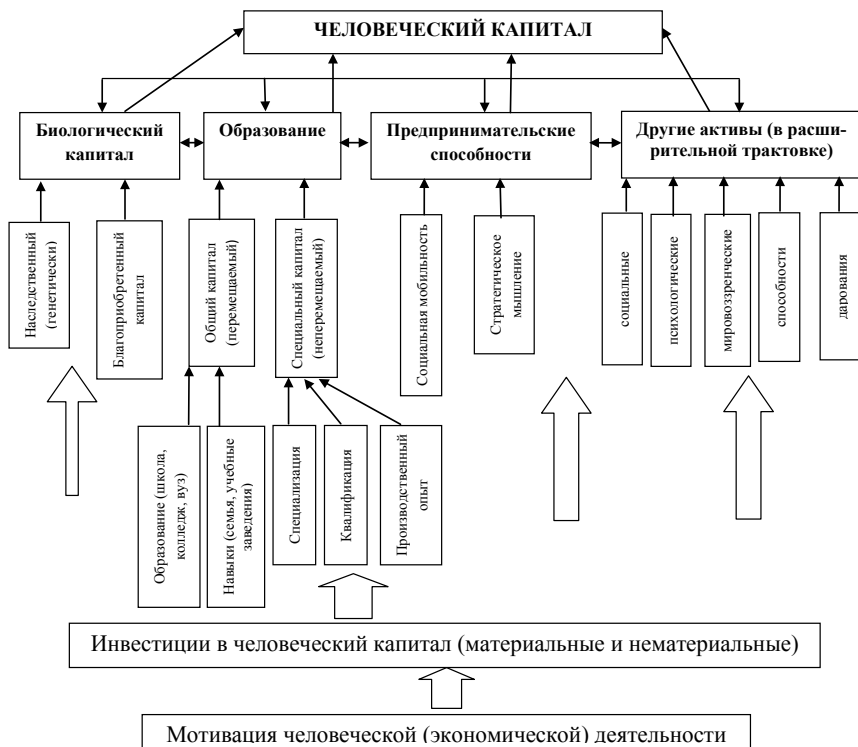 ЧЕЛОВЕЧЕСКИЙ КАПИТАЛ
Биологический
капитал
Образование
Предпринимательские
способности
Другие активы (в расши-
рительной трактовке)
Наследственный
(генетически)
Благоприобретенный
капитал
Общий капитал
(перемещаемый)
Специальный капитал
(неперемещаемый)
Социальная мобильность
Стратегическое
мышление
социальные
психологические
мировоззренческие
способности
дарования
Образование (школа,
колледж, вуз)
Навыки (семья, учебные
заведения)
Специализация
Квалификация
Производственный
опыт
Инвестиции в человеческий капитал (материальные и нематериальные)
Мотивация человеческой (экономической) деятельности